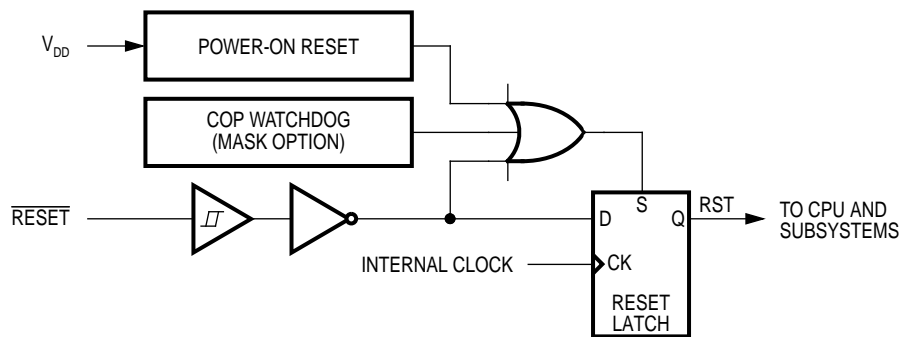 V_DD
POWER-ON RESET
COP WATCHDOG
(MASK OPTION)
RESET
D
S
Q
RST
TO CPU AND
SUBSYSTEMS
INTERNAL CLOCK
CK
RESET
LATCH